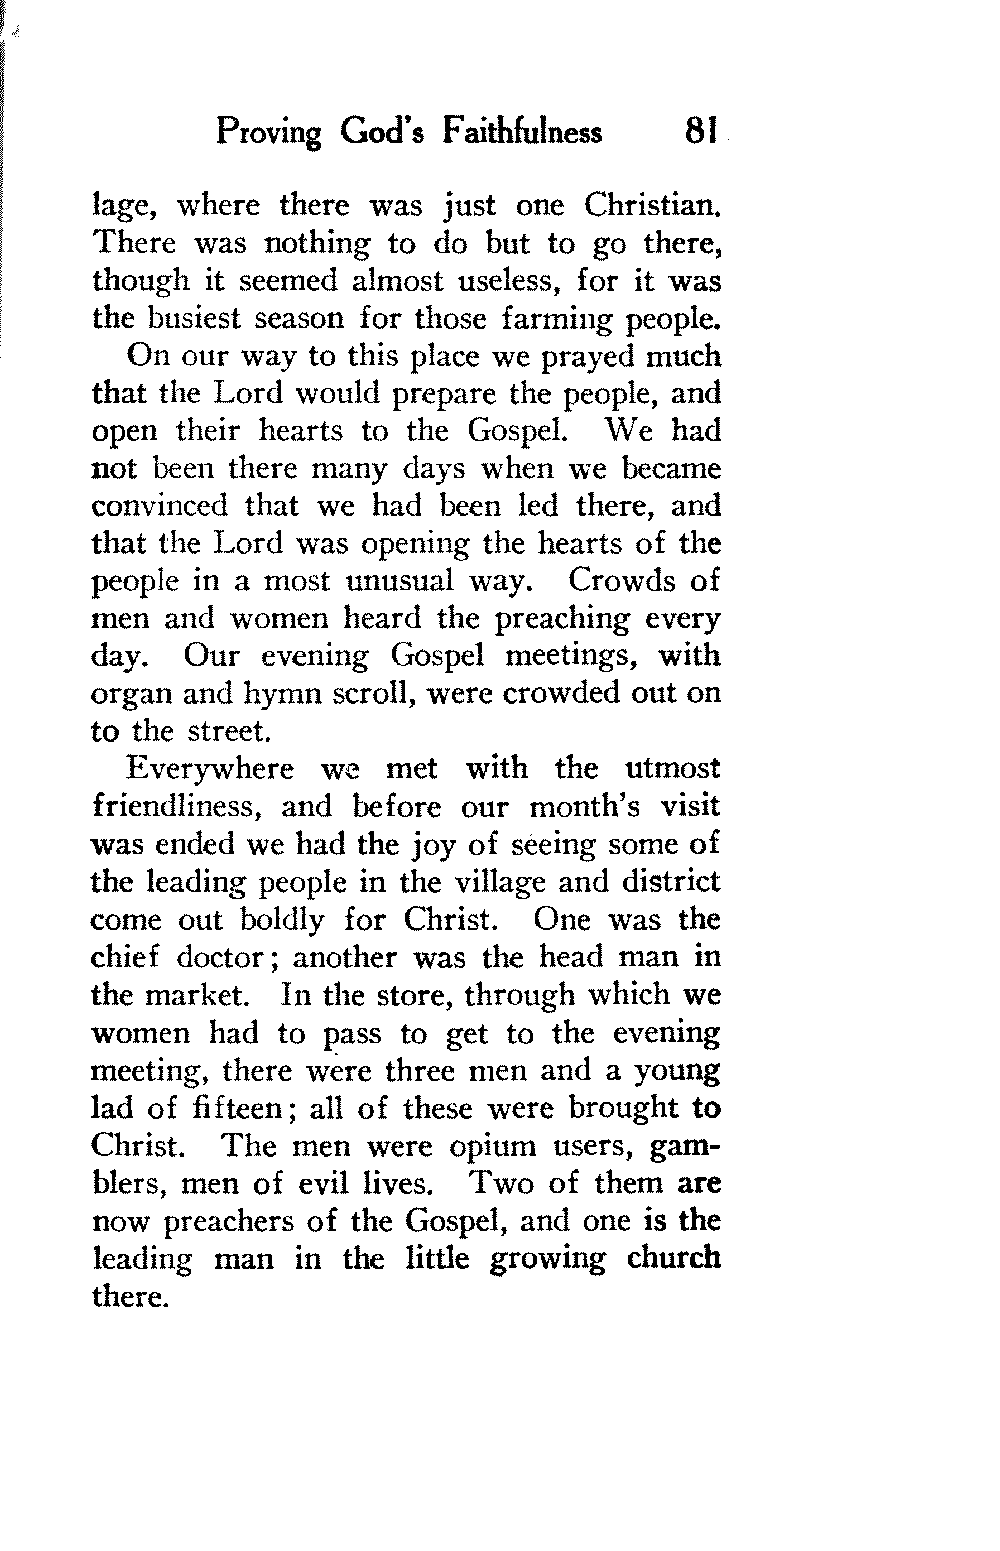 Proving God's Faithfulness 81
lage, where there was just one Christian.
There was nothing to do but to go there,
though it seemed almost useless, for it was
the busiest season for those farming people.
On our way to this place we prayed much
that the Lord would prepare the people, and
open their hearts to the Gospel. We had
not been there many days when we became
convinced that we had been led there, and
that the Lord was opening the hearts of the
people in a most unusual way. Crowds of
men and women heard the preaching every
day. Our evening Gospel meetings, with
organ and hymn scroll, were crowded out on
to the street.
Everywhere we met with the utmost
friendliness, and before our month's visit
was ended we had the joy of seeing some of
the leading people in the village and district
come out boldly for Christ. One was the
chief doctor; another was the head man in
the market. In the store, through which we
women had to pass to get to the evening
meeting, there were three men and a young
lad of fifteen; all of these were brought to
Christ. The men were opium users, gam-
blers, men of evil lives. Two of them are
now preachers of the Gospel, and one is the
leading man in the little growing church
there.